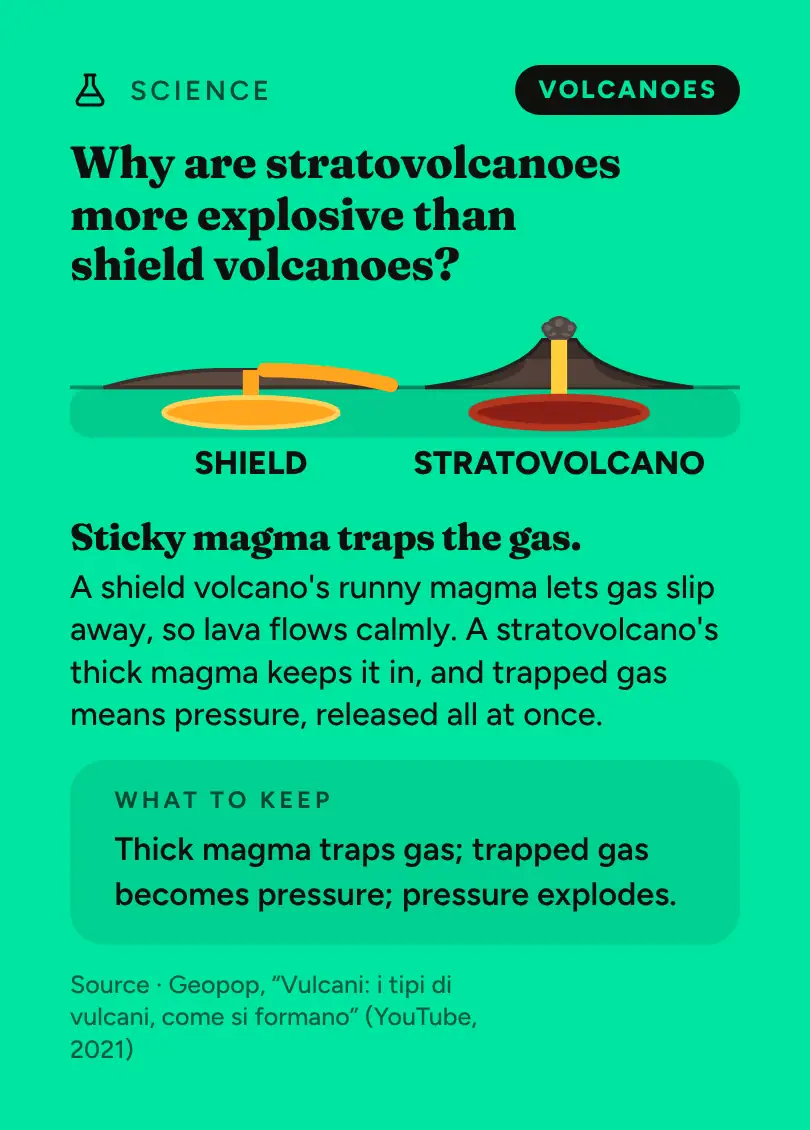 SCIENCE
VOLCANOES
Why are stratovolcanoes
more explosive than
shield volcanoes?
SHIELD
STRATOVOLCANO
Sticky magma traps the gas.
A shield volcano's runny magma lets gas slip
away, so lava flows calmly. A stratovolcano's
thick magma keeps it in, and trapped gas
means pressure, released all at once.
WHAT TO KEEP
Thick magma traps gas; trapped gas
becomes pressure; pressure explodes.
Source · Geopop, “Vulcani: i tipi di
vulcani, come si formano” (YouTube,
2021)